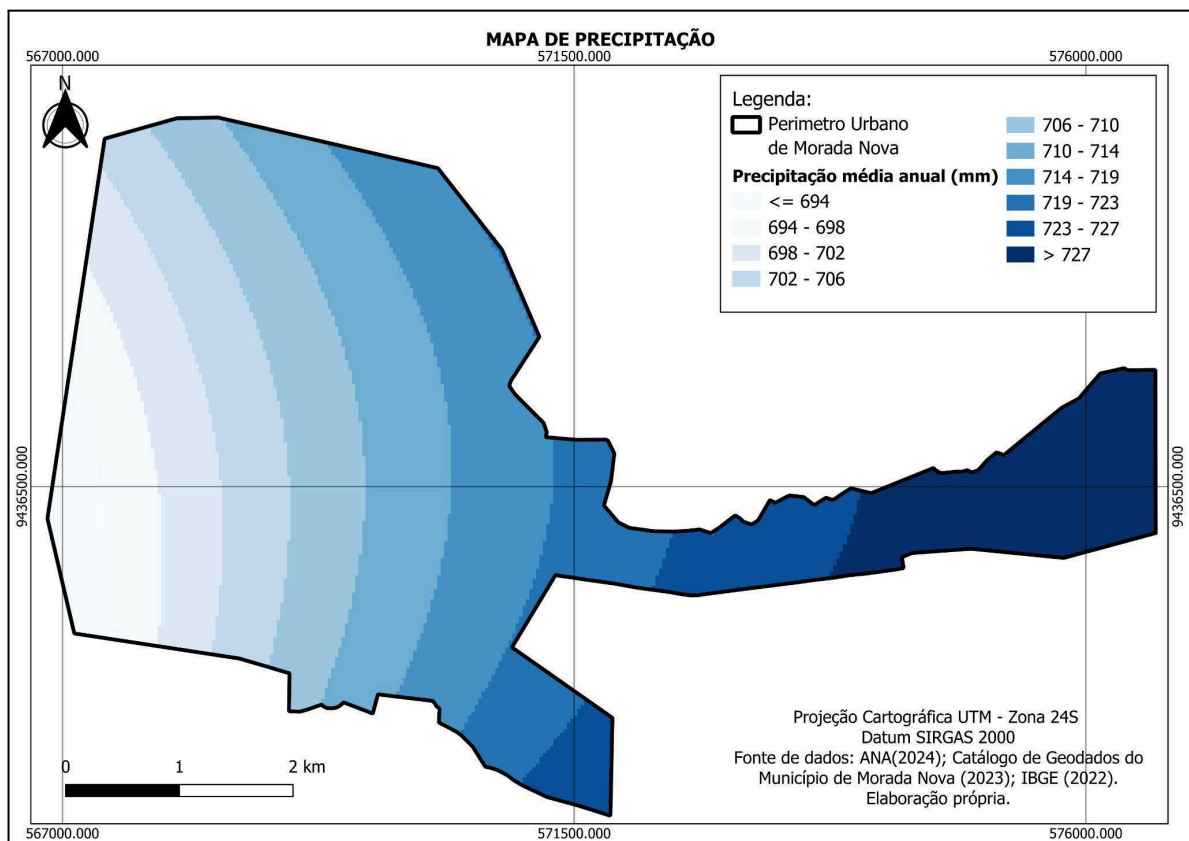 MAPA DE PRECIPITAÇÃO
567000.000
571500.000
576000.000
N
Legenda:
Perimetro Urbano
de Morada Nova
Precipitação média anual (mm)
<= 694
694 - 698
698 - 702
702 - 706
706 - 710
710 - 714
714 - 719
719 - 723
723 - 727
> 727
9436500.000
9436500.000
0 1 2 km
Projeção Cartográfica UTM - Zona 24S
Datum SIRGAS 2000
Fonte de dados: ANA(2024); Catálogo de Geodados do
Município de Morada Nova (2023); IBGE (2022).
Elaboração própria.
567000.000
571500.000
576000.000